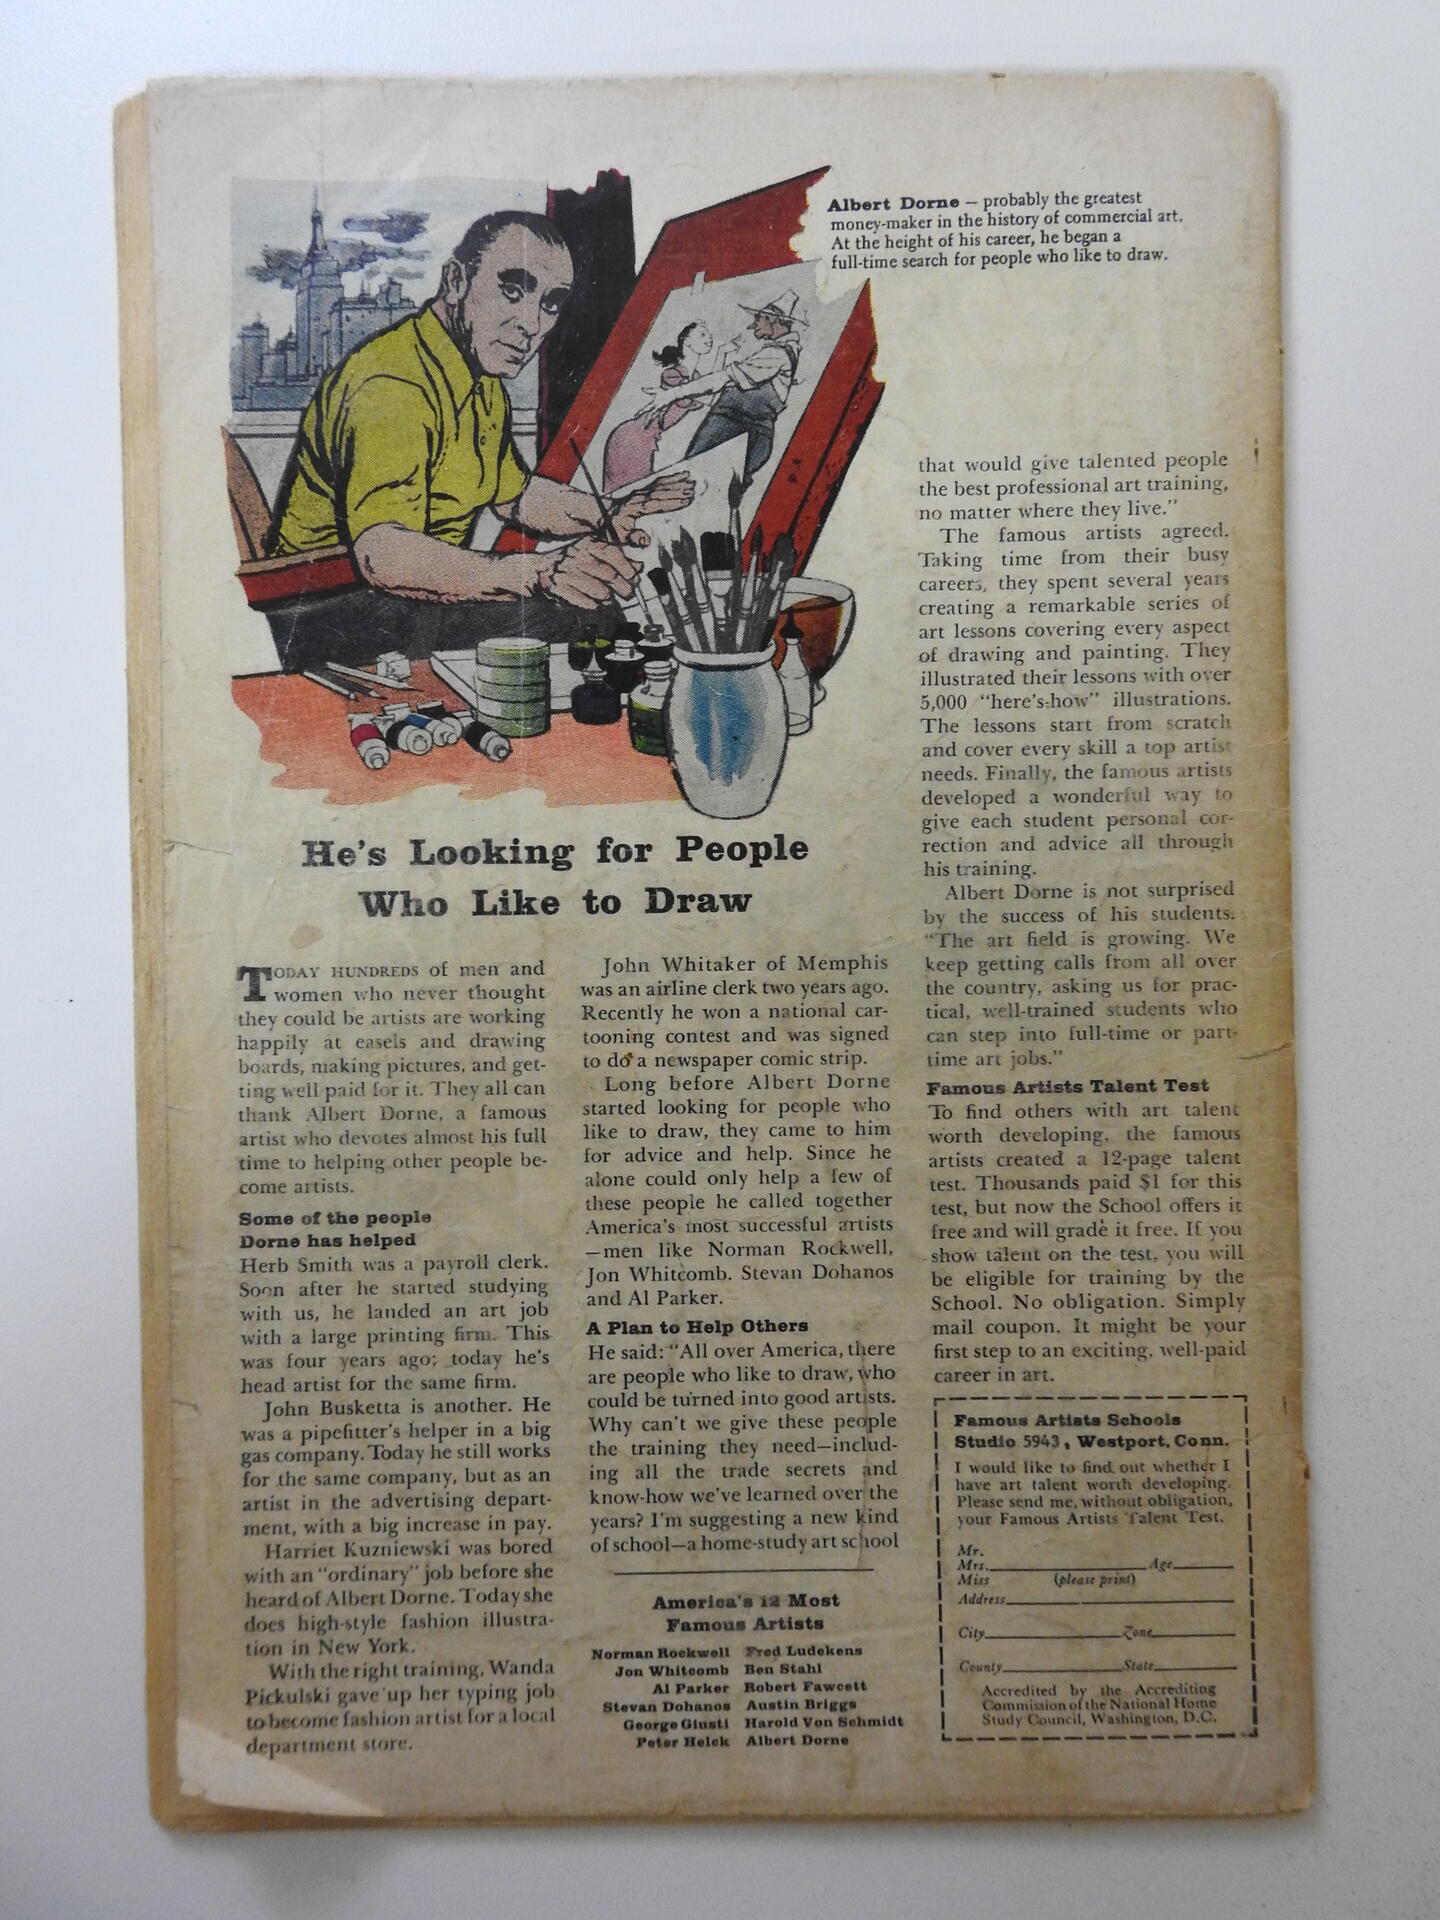 Albert Dorne – probably the greatest
money-maker in the history of commercial art.
At the height of his career, he began a
full-time search for people who like to draw.
He's Looking for People
Who Like to Draw
TODAY HUNDREDS of men and
women who never thought
they could be artists are working
happily at easels and drawing
boards, making pictures, and get-
ting well paid for it. They all can
thank Albert Dorne, a famous
artist who devotes almost his full
time to helping other people be-
come artists.
Some of the people
Dorne has helped
Herb Smith was a payroll clerk.
Soon after he started studying
with us, he landed an art job
with a large printing firm. This
was four years ago; today he's
head artist for the same firm.
John Busketta is another. He
was a pipefitter's helper in a big
gas company. Today he still works
for the same company, but as an
artist in the advertising depart-
ment, with a big increase in pay.
Harriet Kuzniewski was bored
with an "ordinary" job before she
heard of Albert Dorne. Today she
does high-style fashion illustra-
tion in New York.
With the right training, Wanda
Pickulski gave up her typing job
to become fashion artist for a local
department store.
John Whitaker of Memphis
was an airline clerk two years ago.
Recently he won a national car-
tooning contest and was signed
to do a newspaper comic strip.
Long before Albert Dorne
started looking for people who
like to draw, they came to him
for advice and help. Since he
alone could only help a few of
these people he called together
America's most successful artists
—men like Norman Rockwell,
Jon Whitcomb. Stevan Dohanos
and Al Parker.
A Plan to Help Others
He said: "All over America, there
are people who like to draw, who
could be turned into good artists.
Why can't we give these people
the training they need—includ-
ing all the trade secrets and
know-how we've learned over the
years? I'm suggesting a new kind
of school—a home-study art school
that would give talented people
the best professional art training,
no matter where they live."
The famous artists agreed.
Taking time from their busy
careers, they spent several years
creating a remarkable series of
art lessons covering every aspect
of drawing and painting. They
illustrated their lessons with over
5,000 "here's-how" illustrations.
The lessons start from scratch
and cover every skill a top artist
needs. Finally, the famous artists
developed a wonderful way to
give each student personal cor-
rection and advice all through
his training.
Albert Dorne is not surprised
by the success of his students.
"The art field is growing. We
keep getting calls from all over
the country, asking us for prac-
tical, well-trained students who
can step into full-time or part-
time art jobs."
Famous Artists Talent Test
To find others with art talent
worth developing, the famous
artists created a 12-page talent
test. Thousands paid $1 for this
test, but now the School offers it
free and will grade it free. If you
show talent on the test, you will
be eligible for training by the
School. No obligation. Simply
mail coupon. It might be your
first step to an exciting, well-paid
career in art.
America's 12 Most
Famous Artists
Norman Rockwell Fred Ludekens
Jon Whitcomb Ben Stahl
Al Parker Robert Fawcett
Stevan Dohanos Austin Briggs
George Giusti Harold Von Schmidt
Peter Helck Albert Dorne
Famous Artists Schools
Studio 5943, Westport, Conn.
I would like to find out whether I
have art talent worth developing.
Please send me, without obligation,
your Famous Artists Talent Test.
Mr.
Mrs. Age
Miss (please print)
Address
City Zone
County State
Accredited by the Accrediting
Commission of the National Home
Study Council, Washington, D.C.